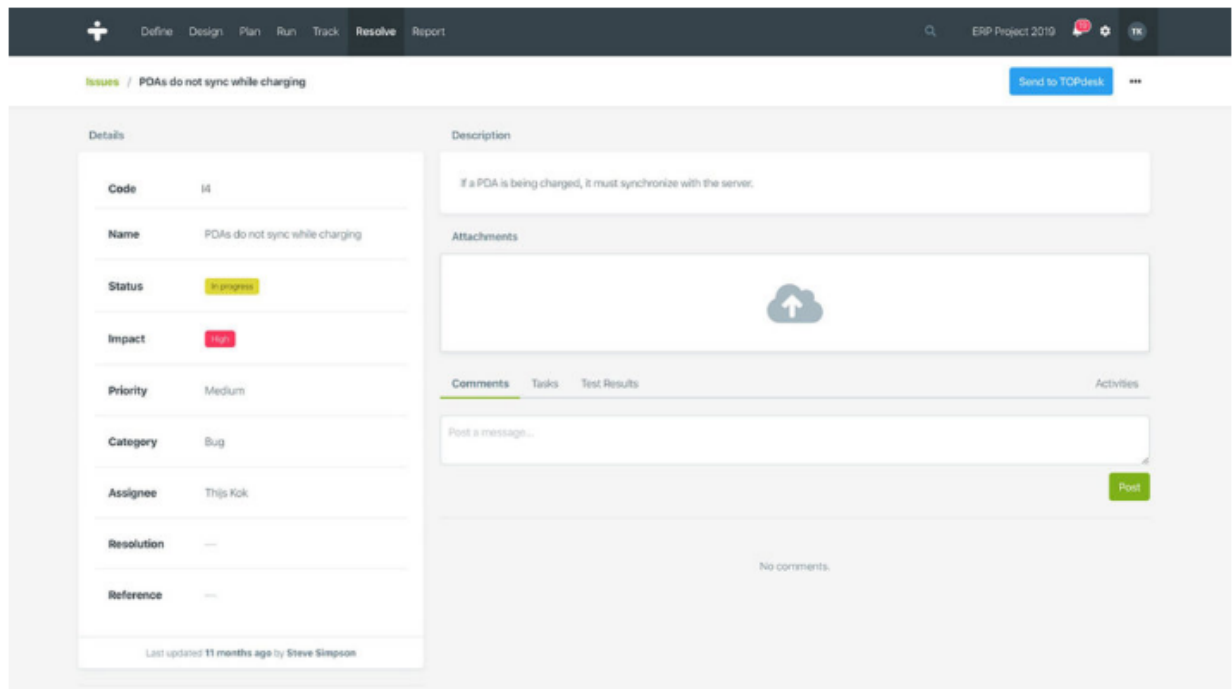 Define Design Plan Run Track Resolve Report ERP Project 2019 19 TK
Issues / PDAs do not sync while charging Send to TOPdesk •••
Details
Code I4
Name PDAs do not sync while charging
Status In progress
Impact High
Priority Medium
Category Bug
Assignee Thijs Kok
Resolution —
Reference —
Last updated 11 months ago by Steve Simpson
Description
If a PDA is being charged, it must synchronize with the server.
Attachments
Comments Tasks Test Results Activities
Post a message...
Post
No comments.